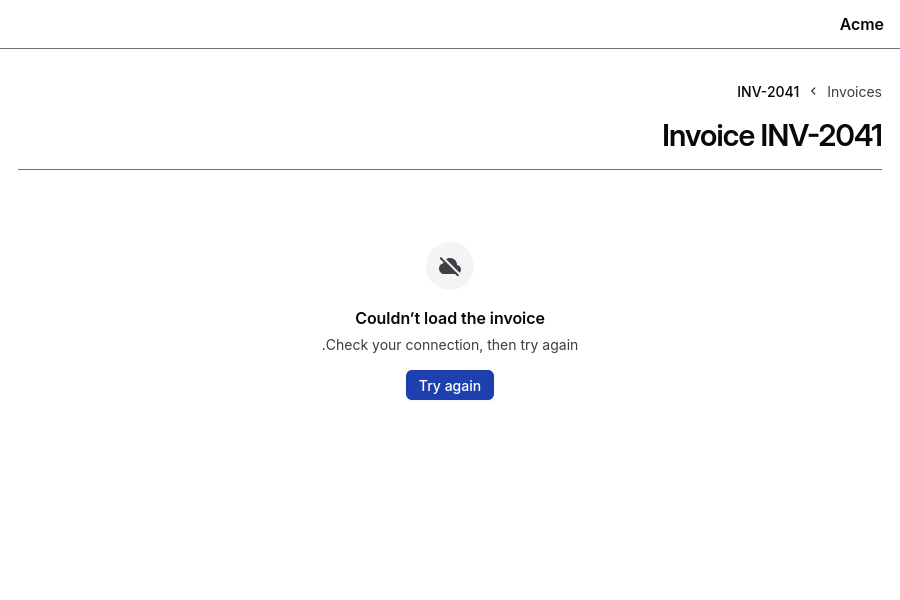 Acme
INV-2041 ‹ Invoices
Invoice INV-2041
Couldn’t load the invoice
.Check your connection, then try again
Try again